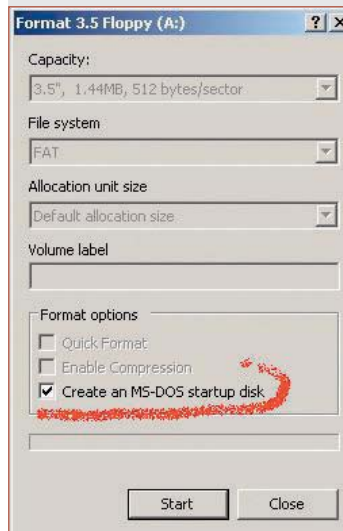 Format 3.5 Floppy (A:)
Capacity:
3.5", 1.44MB, 512 bytes/sector
File system
FAT
Allocation unit size
Default allocation size
Volume label
Format options
Quick Format
Enable Compression
Create an MS-DOS startup disk
Start
Close